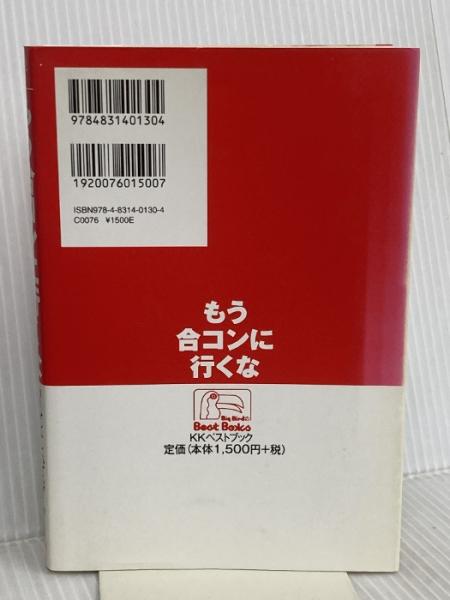 9784831401304
1920076015007
ISBN978-4-8314-0130-4
C0076 ¥1500E
もう
合コンに
行くな
Big Bird's
Best Books
KKベストブック
定価(本体1,500円+税)